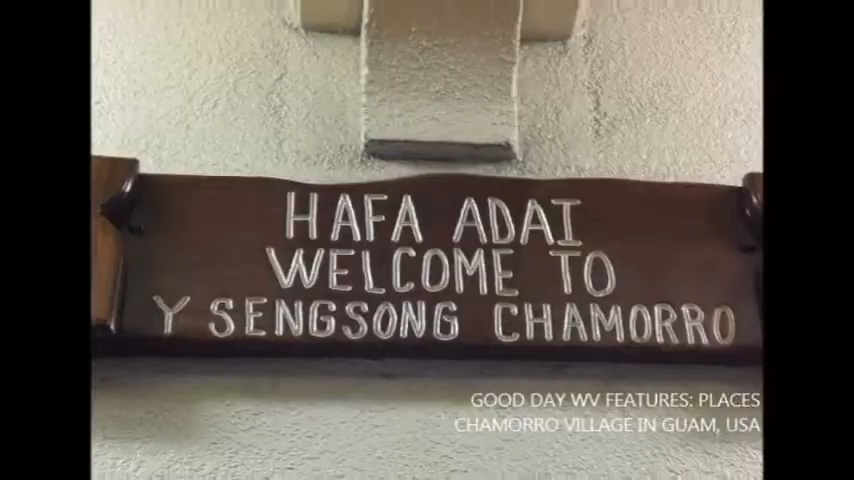 HAFA ADAI
WELCOME TO
Y SENGSONG CHAMORRO
GOOD DAY WV FEATURES: PLACES
CHAMORRO VILLAGE IN GUAM, USA